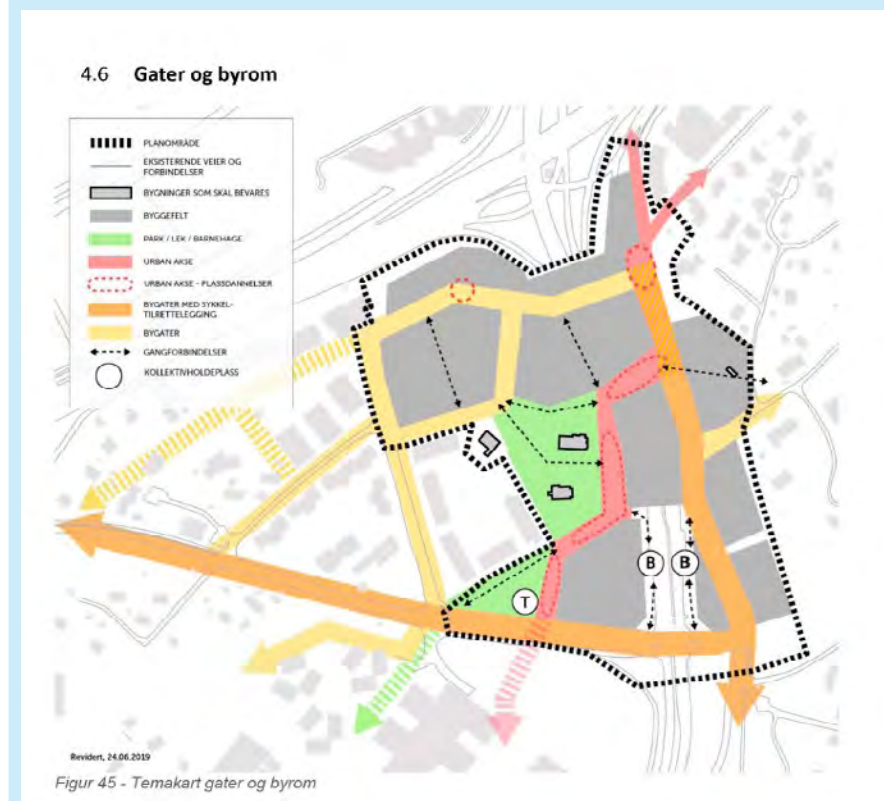 4.6 Gater og byrom
PLANOMRÅDE
EKSISTERENDE VEIER OG
FORBINDELSER
BYGNINGER SOM SKAL BEVARES
BYGGEFELT
PARK / LEK / BARNEHAGE
URBAN AKSE
URBAN AKSE - PLASSDANNELSER
BYGATER MED SYKKEL-
TILRETTELEGGING
BYGATER
GANGFORBINDELSER
KOLLEKTIVHOLDEPLASS
B B
T
Revidert, 24.06.2019
Figur 45 - Temakart gater og byrom